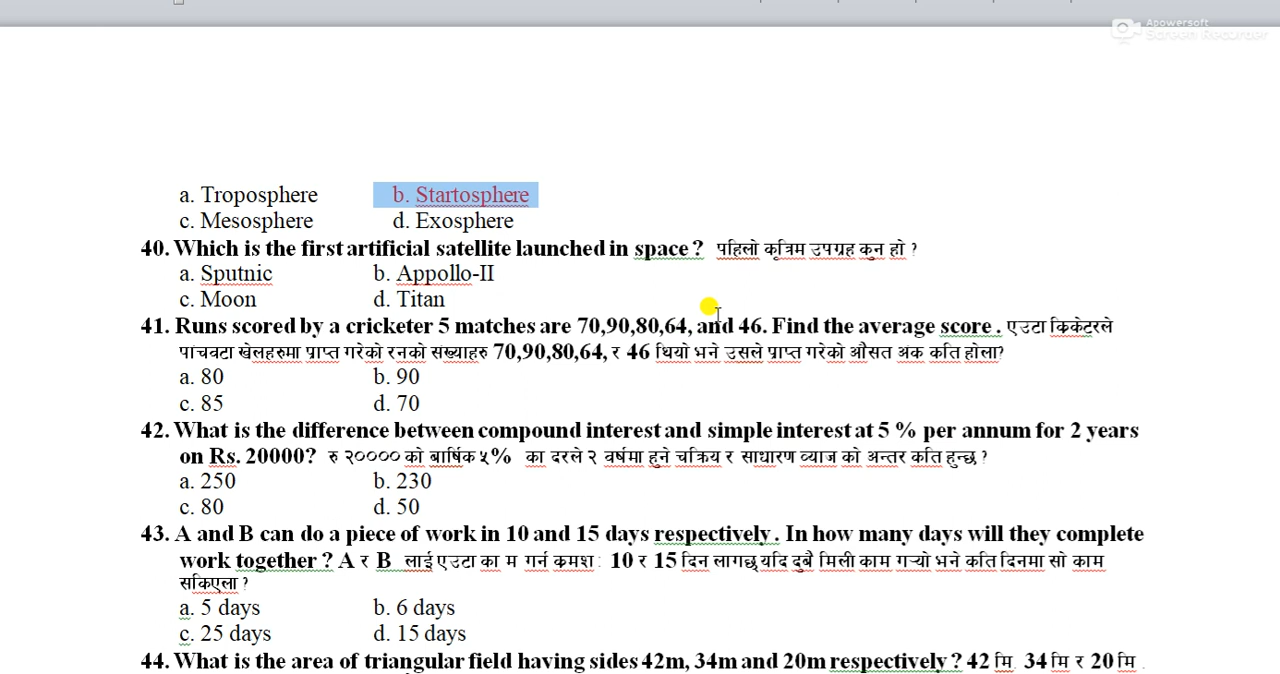 Apowersoft
Screen Recorder
a. Troposphere b. Startosphere
c. Mesosphere d. Exosphere
40. Which is the first artificial satellite launched in space ? पहिलो कृत्रिम उपग्रह कुन हो ?
a. Sputnic b. Appollo-II
c. Moon d. Titan
41. Runs scored by a cricketer 5 matches are 70,90,80,64, and 46. Find the average score . एउटा क्रिकेटरले
पाचवटा खेलहरुमा प्राप्त गरेको रनको सख्याहरु 70,90,80,64, र 46 थियो भने उसले प्राप्त गरेको औसत अक कति होला?
a. 80 b. 90
c. 85 d. 70
42. What is the difference between compound interest and simple interest at 5 % per annum for 2 years
on Rs. 20000? रु २०००० को बार्षिक ५% का दरले २ वर्षमा हुने चक्रिय र साधारण व्याज को अन्तर कति हुन्छ ?
a. 250 b. 230
c. 80 d. 50
43. A and B can do a piece of work in 10 and 15 days respectively . In how many days will they complete
work together ? A र B लाई एउटा का म गर्न क्रमश: 10 र 15 दिन लागछ् यदि दुबै मिली काम गऱ्यो भने कति दिनमा सो काम
सकिएला ?
a. 5 days b. 6 days
c. 25 days d. 15 days
44. What is the area of triangular field having sides 42m, 34m and 20m respectively ? 42 मि 34 मि र 20 मि